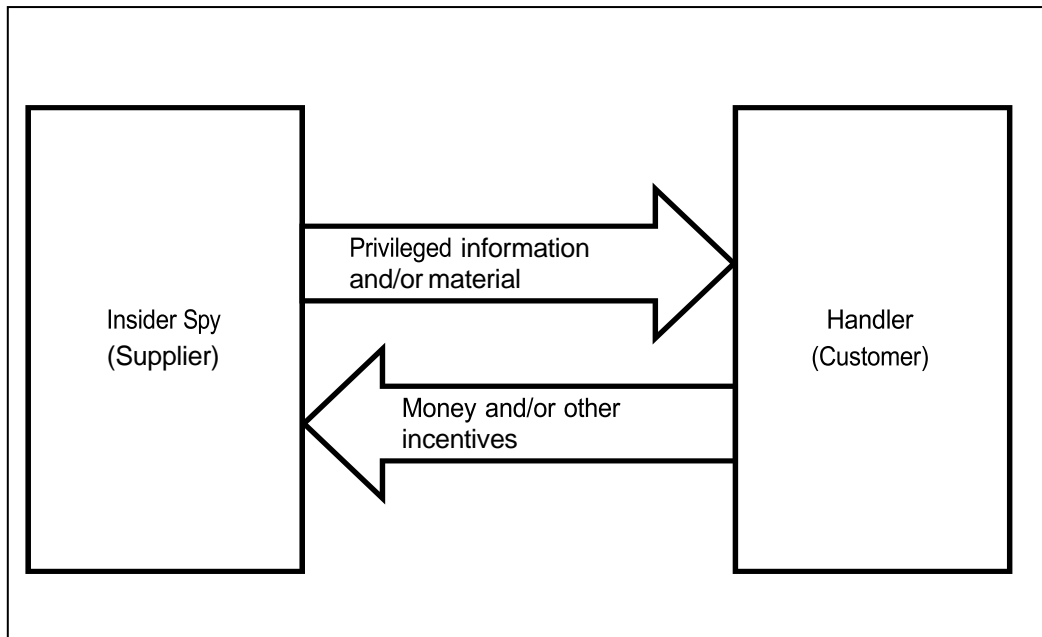 Insider Spy
(Supplier)
Privileged information
and/or material
Money and/or other
incentives
Handler
(Customer)